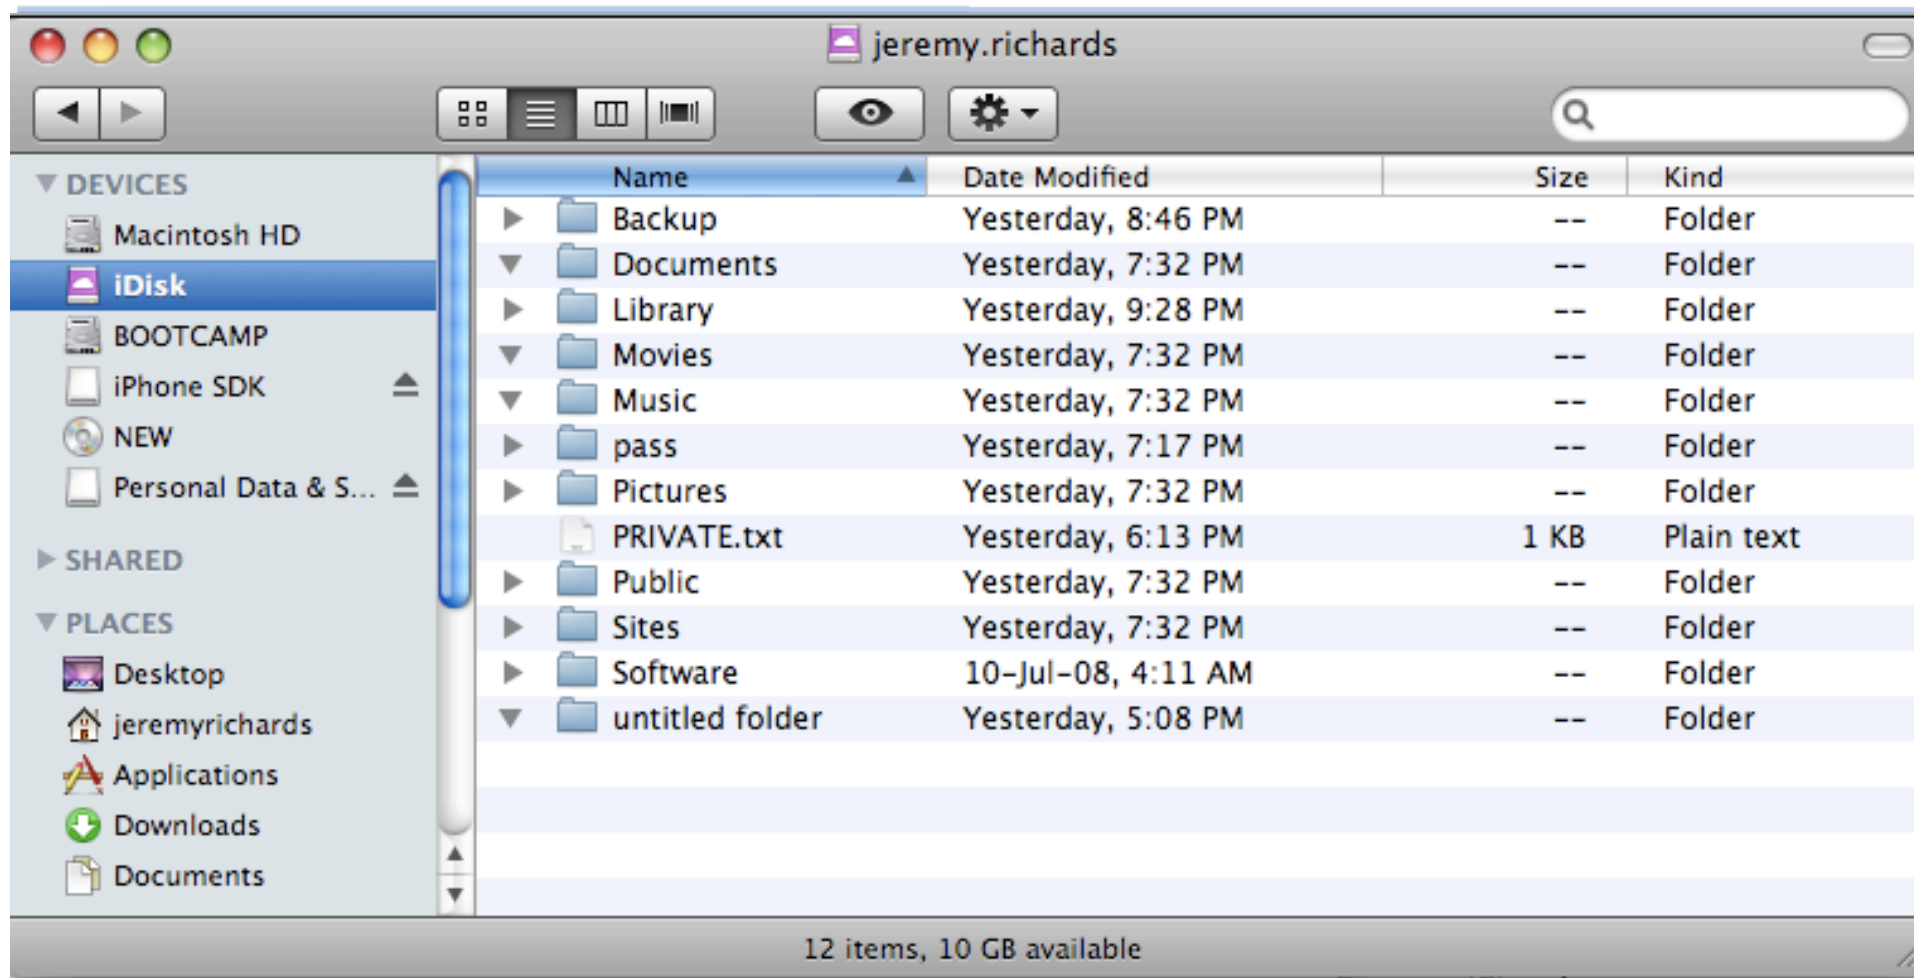 jeremy.richards
DEVICES
Macintosh HD
iDisk
BOOTCAMP
iPhone SDK
NEW
Personal Data & S...
SHARED
PLACES
Desktop
jeremyrichards
Applications
Downloads
Documents
Name Date Modified Size Kind
Backup Yesterday, 8:46 PM -- Folder
Documents Yesterday, 7:32 PM -- Folder
Library Yesterday, 9:28 PM -- Folder
Movies Yesterday, 7:32 PM -- Folder
Music Yesterday, 7:32 PM -- Folder
pass Yesterday, 7:17 PM -- Folder
Pictures Yesterday, 7:32 PM -- Folder
PRIVATE.txt Yesterday, 6:13 PM 1 KB Plain text
Public Yesterday, 7:32 PM -- Folder
Sites Yesterday, 7:32 PM -- Folder
Software 10-Jul-08, 4:11 AM -- Folder
untitled folder Yesterday, 5:08 PM -- Folder
12 items, 10 GB available